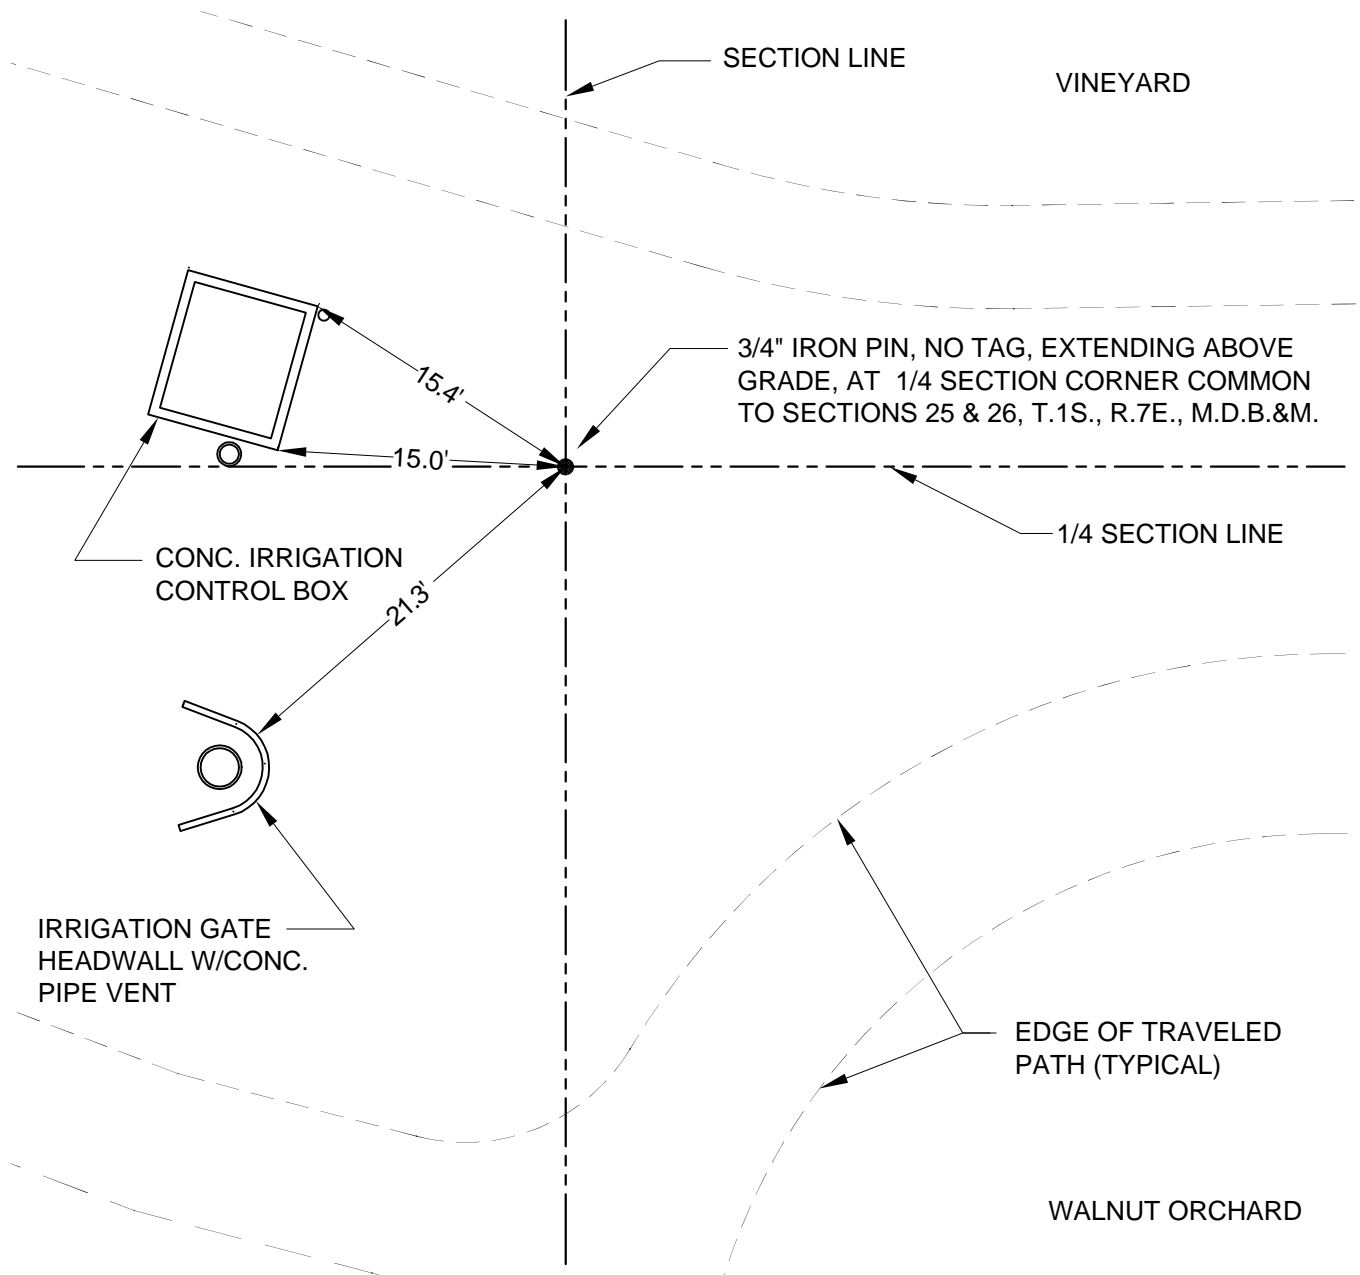 SECTION LINE
VINEYARD
3/4" IRON PIN, NO TAG, EXTENDING ABOVE
GRADE, AT 1/4 SECTION CORNER COMMON
TO SECTIONS 25 & 26, T.1S., R.7E., M.D.B.&M.
15.4'
15.0'
1/4 SECTION LINE
CONC. IRRIGATION
CONTROL BOX
21.3'
IRRIGATION GATE
HEADWALL W/CONC.
PIPE VENT
EDGE OF TRAVELED
PATH (TYPICAL)
WALNUT ORCHARD